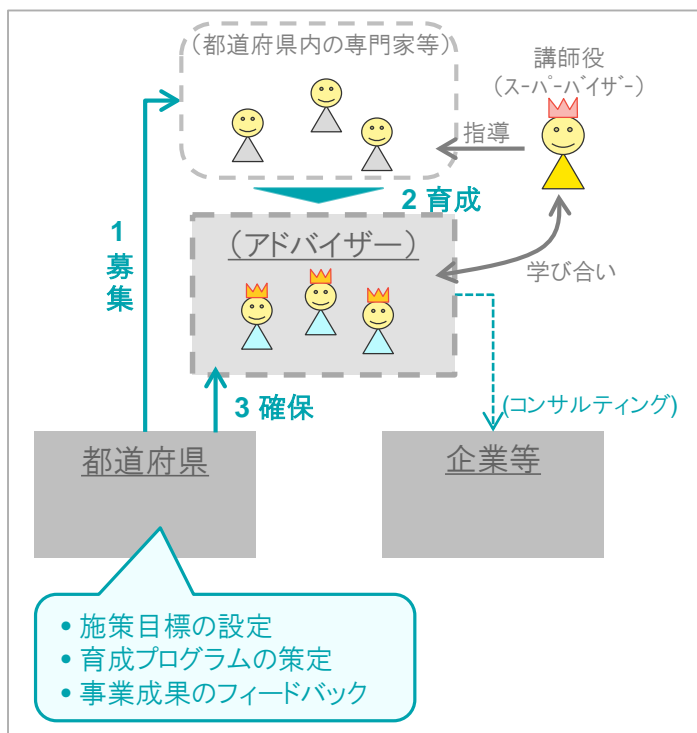 （都道府県内の専門家等）
講師役
（スーパーバイザー）
指導
2 育成
1
募集
（アドバイザー）
学び合い
3 確保
(コンサルティング)
都道府県
企業等
• 施策目標の設定
• 育成プログラムの策定
• 事業成果のフィードバック